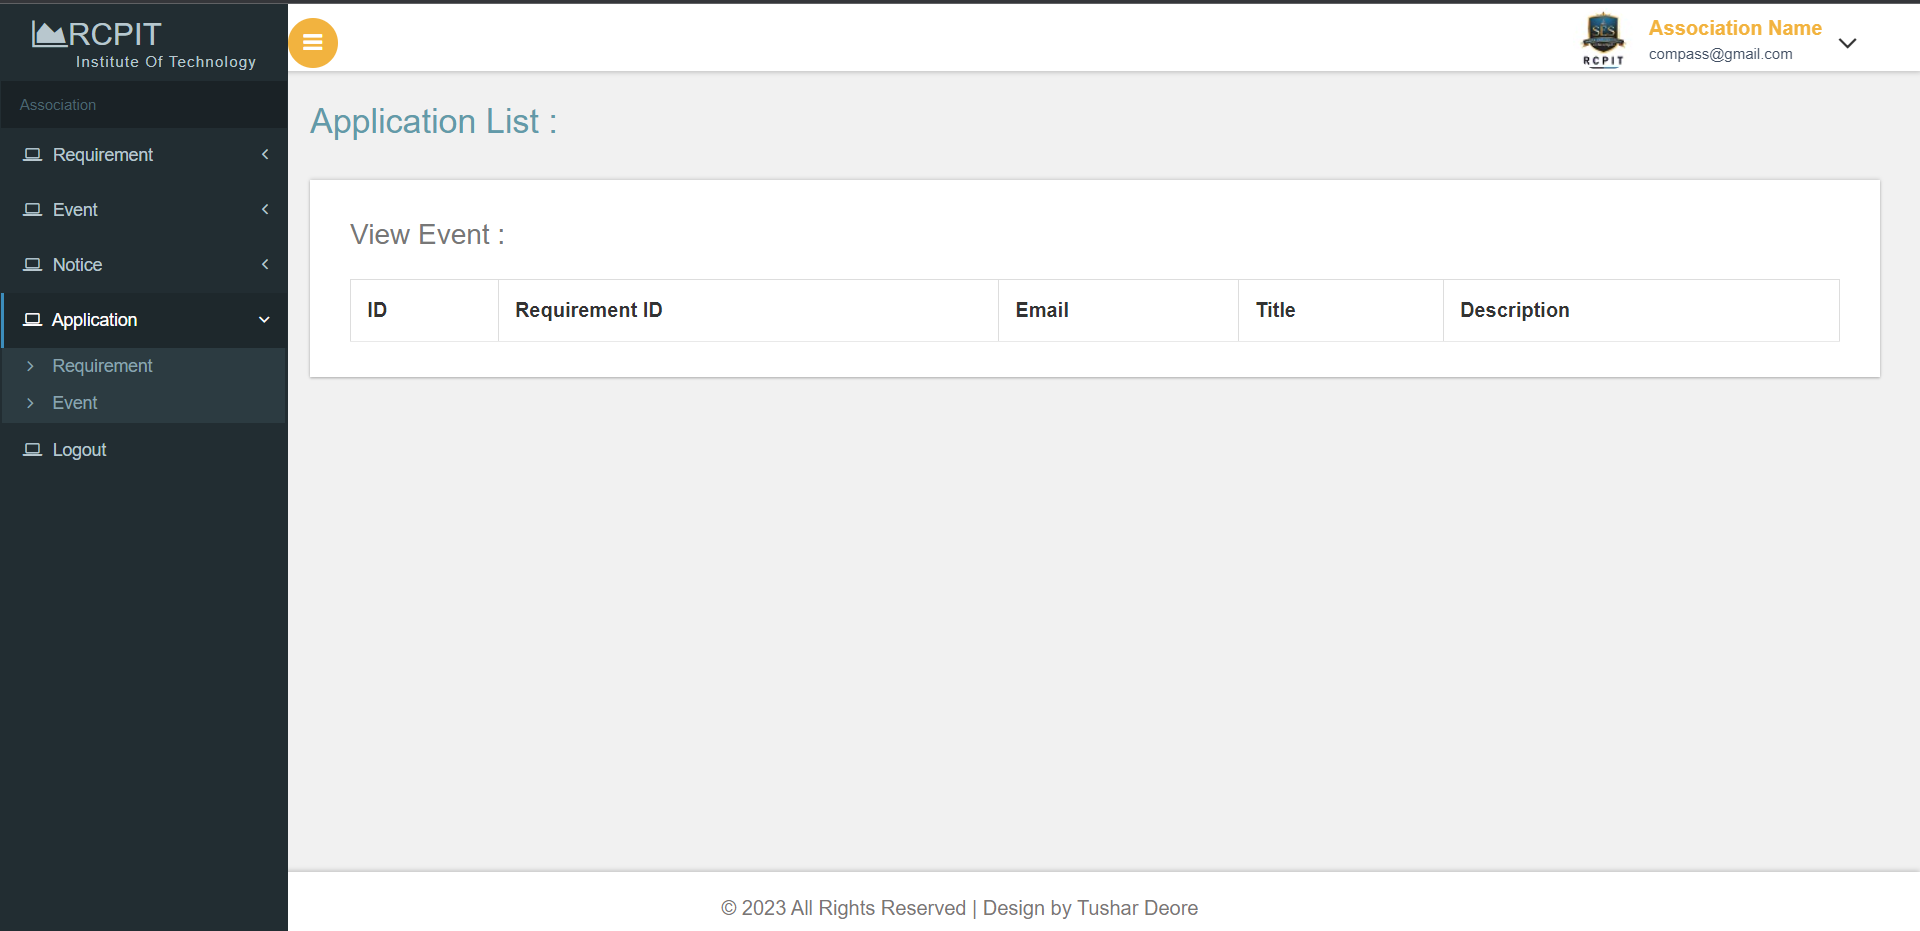 RCPIT
Institute Of Technology
Association
Requirement
Event
Notice
Application
Requirement
Event
Logout
SES
RCPIT
Association Name
compass@gmail.com
Application List :
View Event :
ID Requirement ID Email Title Description
© 2023 All Rights Reserved | Design by Tushar Deore